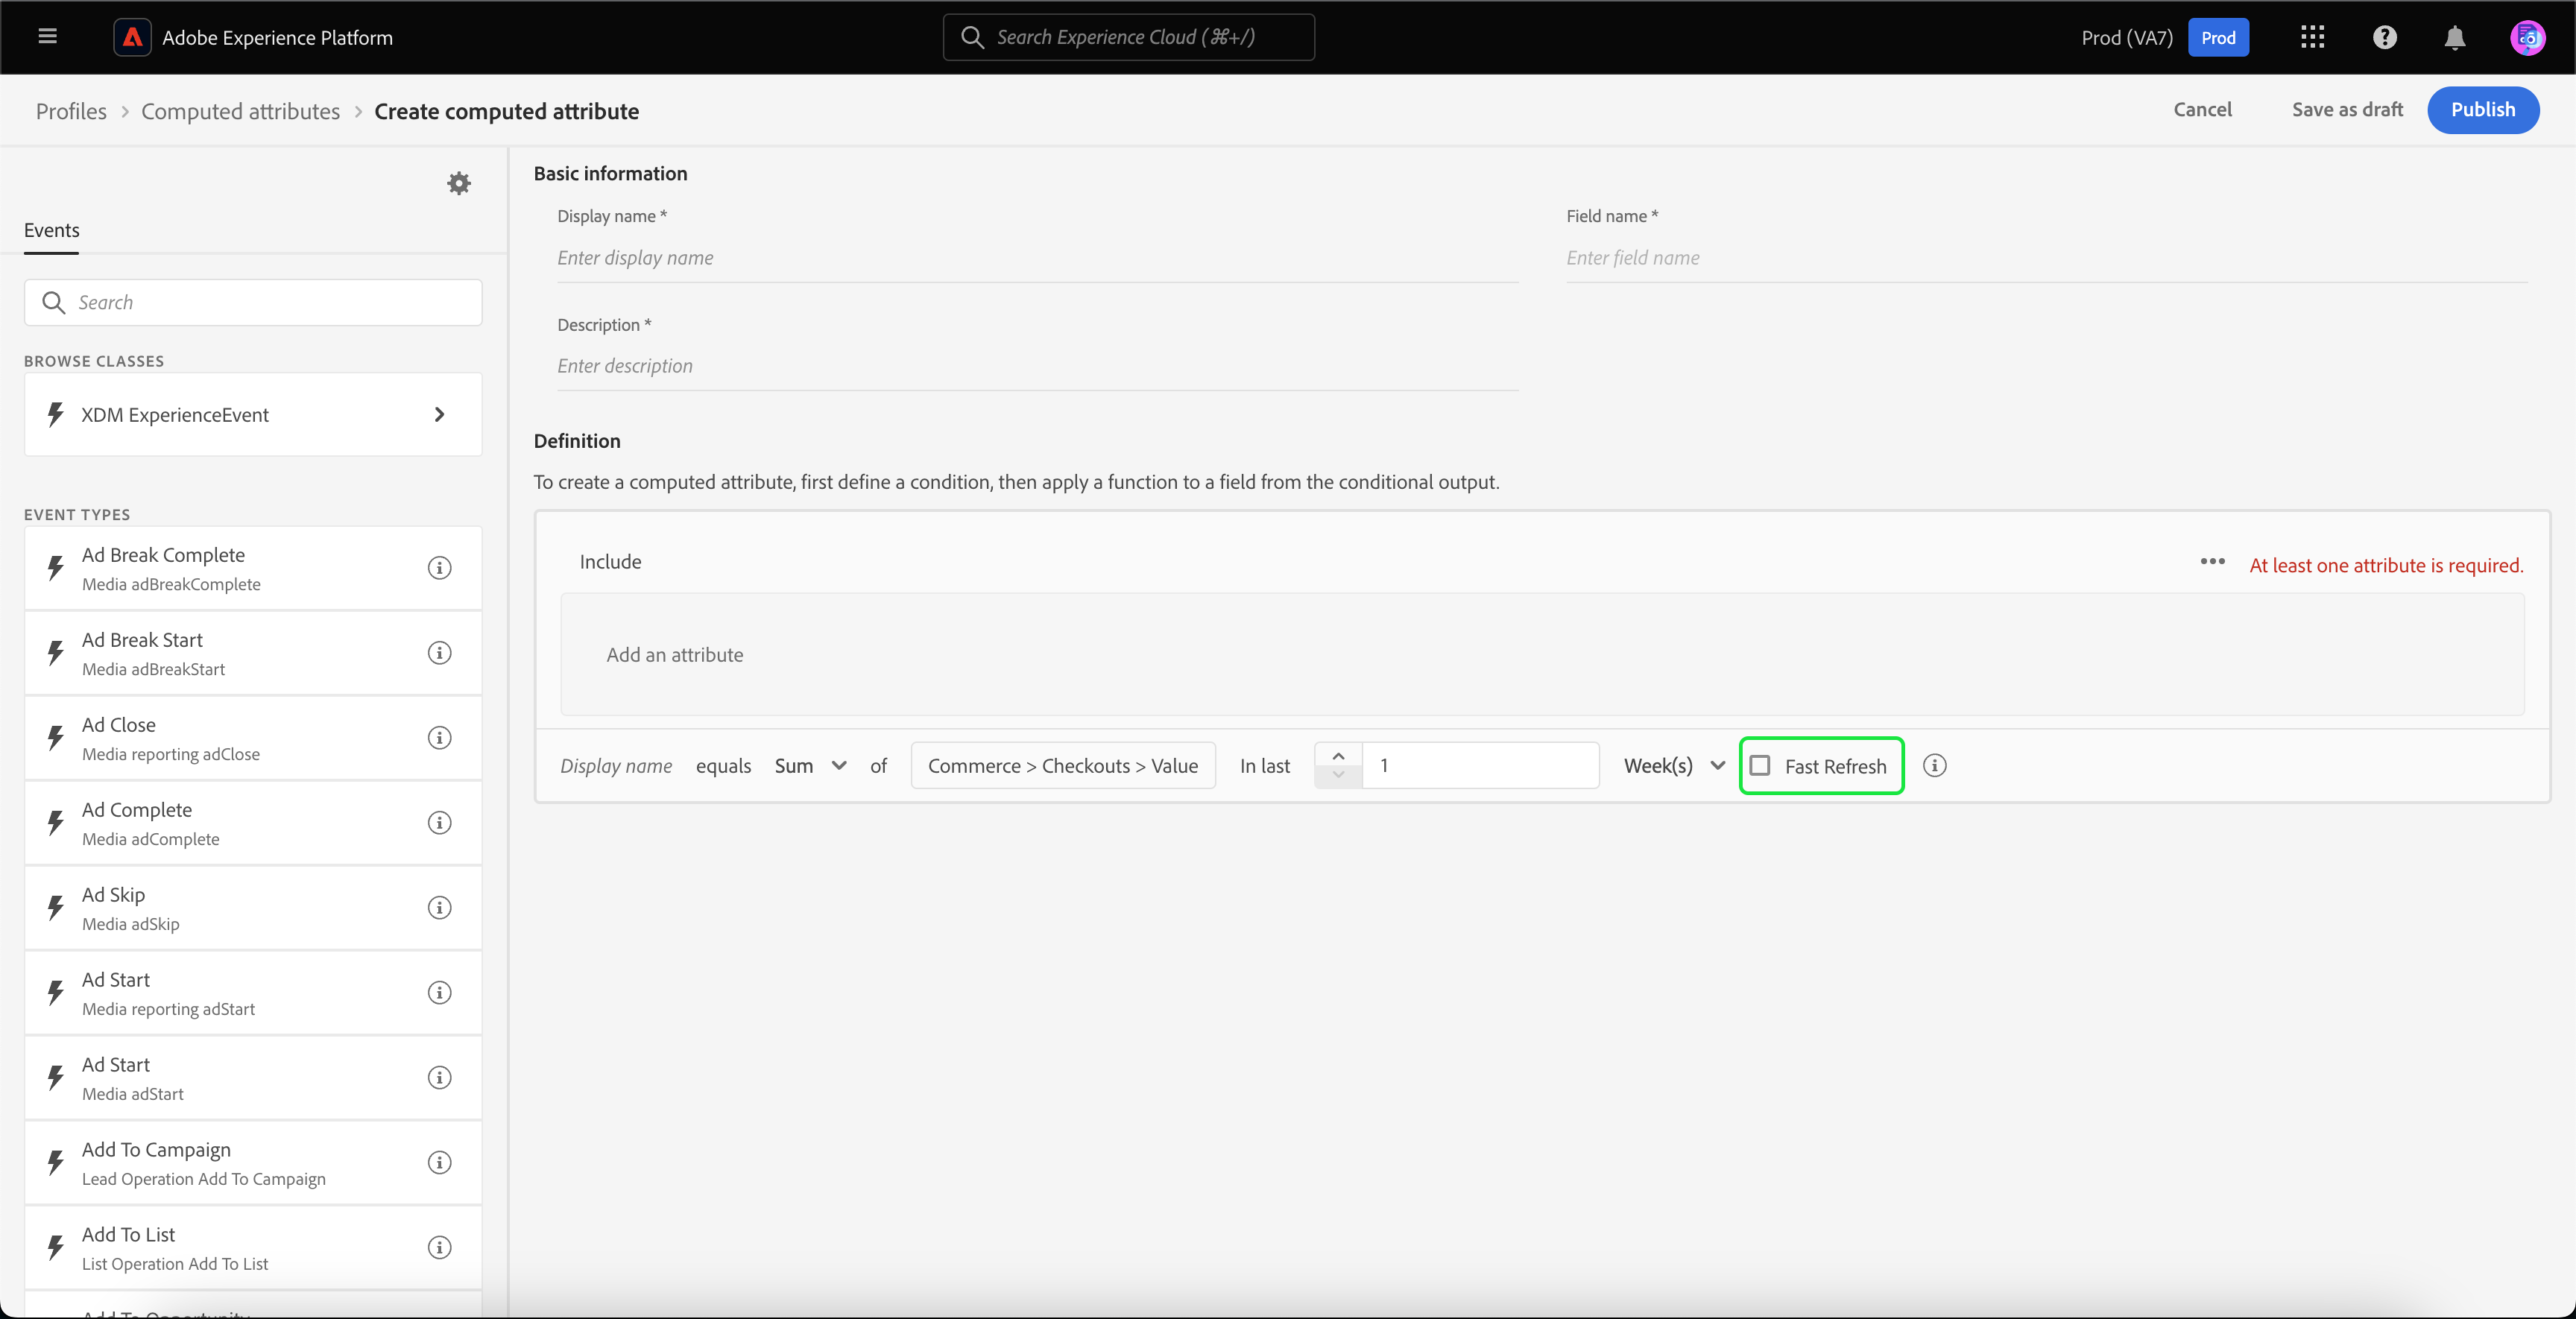 Adobe Experience Platform
Search Experience Cloud (⌘+/)
Prod (VA7)
Prod
Profiles > Computed attributes > Create computed attribute
Cancel
Save as draft
Publish
Events
Search
BROWSE CLASSES
XDM ExperienceEvent
EVENT TYPES
Ad Break Complete
Media adBreakComplete
Ad Break Start
Media adBreakStart
Ad Close
Media reporting adClose
Ad Complete
Media adComplete
Ad Skip
Media adSkip
Ad Start
Media reporting adStart
Ad Start
Media adStart
Add To Campaign
Lead Operation Add To Campaign
Add To List
List Operation Add To List
Add To Opportunity
Basic information
Display name *
Enter display name
Field name *
Enter field name
Description *
Enter description
Definition
To create a computed attribute, first define a condition, then apply a function to a field from the conditional output.
Include
At least one attribute is required.
Add an attribute
Display name equals Sum of Commerce > Checkouts > Value In last 1 Week(s) Fast Refresh